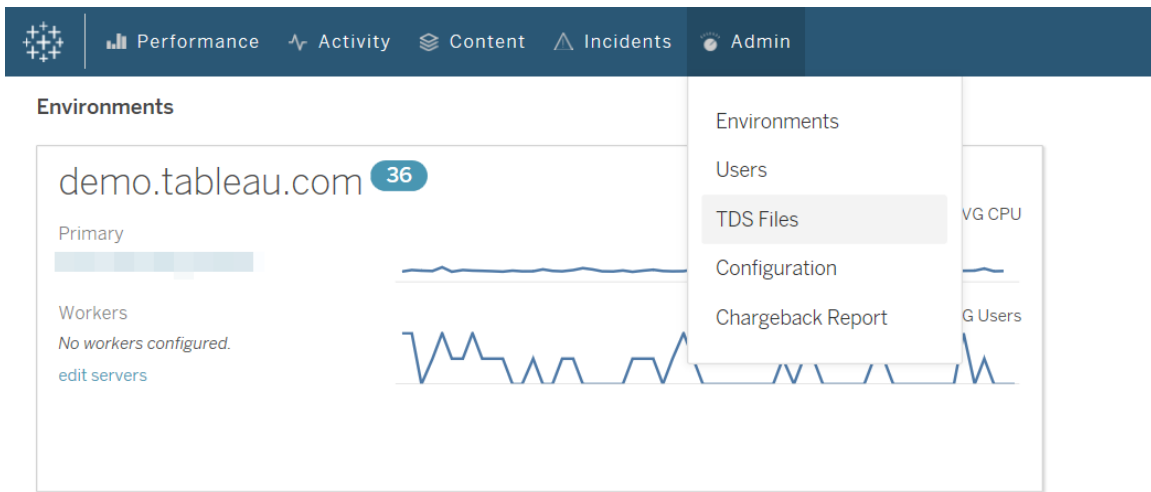 Performance Activity Content Incidents Admin
Environments
demo.tableau.com 36
Primary
Workers
No workers configured.
edit servers
Environments
Users
TDS Files
Configuration
Chargeback Report
VG CPU
G Users